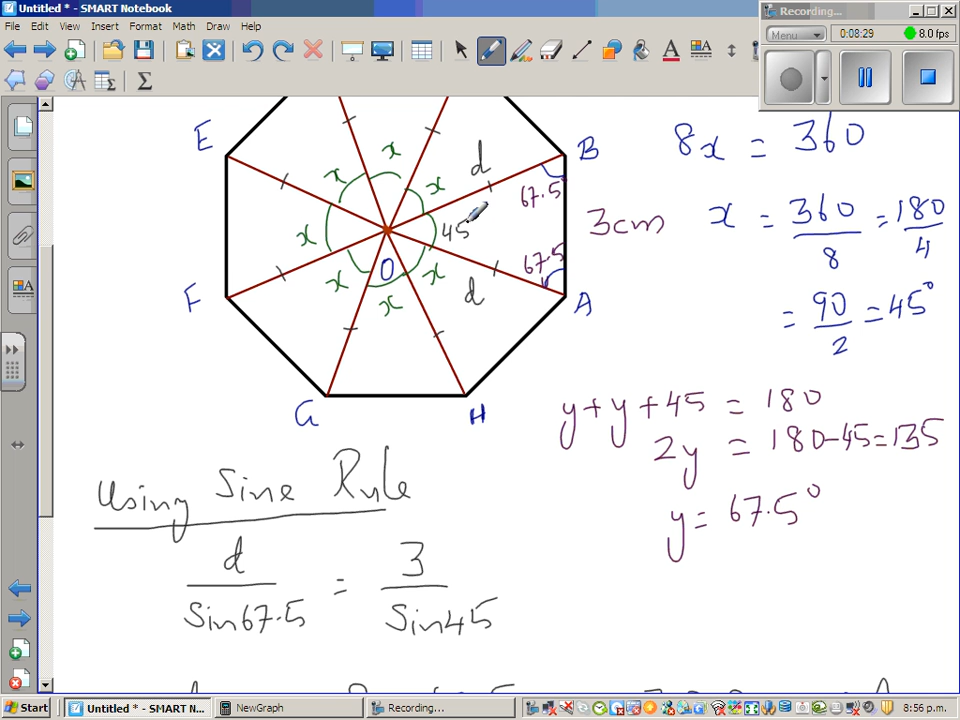 Untitled * - SMART Notebook
File Edit View Insert Format Tools Math Draw Help
Recording...
Menu
0:08:29
8.0 fps
E
x
x
d
B
8x = 360
x
67.5°
x
45
3cm
x = 360/8 = 180/4
x
O
x
67.5
F
x
x
d
A
= 90/2 = 45°
G
H
y + y + 45 = 180
2y = 180-45=135
Using Sine Rule
y = 67.5°
d/Sin67.5 = 3/Sin45
Start
Untitled * - SMART N...
NewGraph
Recording...
8:56 p.m.